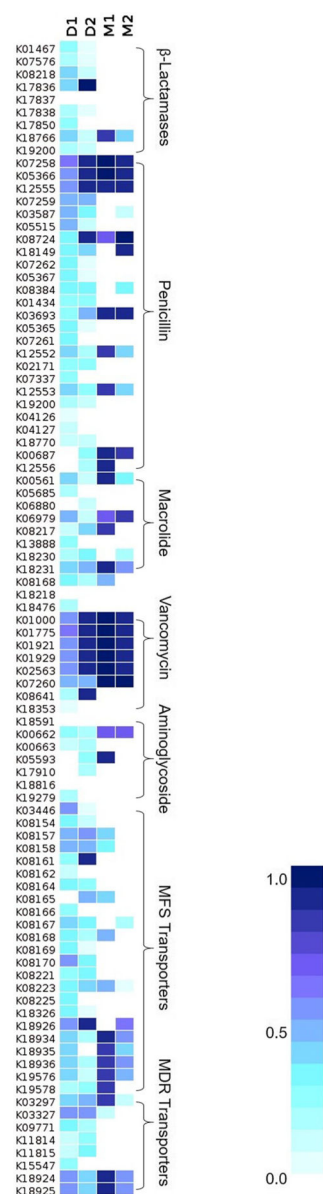 D1 D2 M1 M2
K01467
K07576
K08218
K17836
K17837
K17838
K17850
K18766
K19200
K07258
K05366
K12555
K07259
K03587
K05515
K08724
K18149
K07262
K05367
K08384
K01434
K03693
K05365
K07261
K12552
K02171
K07337
K12553
K19200
K04126
K04127
K18770
K00687
K12556
K00561
K05685
K06880
K06979
K08217
K13888
K18230
K18231
K08168
K18218
K18476
K01000
K01775
K01921
K01929
K02563
K07260
K08641
K18353
K18591
K00662
K00663
K05593
K17910
K18816
K19279
K03446
K08154
K08157
K08158
K08161
K08162
K08164
K08165
K08166
K08167
K08168
K08169
K08170
K08221
K08223
K08225
K18326
K18926
K18934
K18935
K18936
K19576
K19578
K03297
K03327
K09771
K11814
K11815
K15547
K18924
K18925
β-Lactamases
Penicillin
Macrolide
Vancomycin
Aminoglycoside
MFS Transporters
MDR Transporters
1.0
0.5
0.0